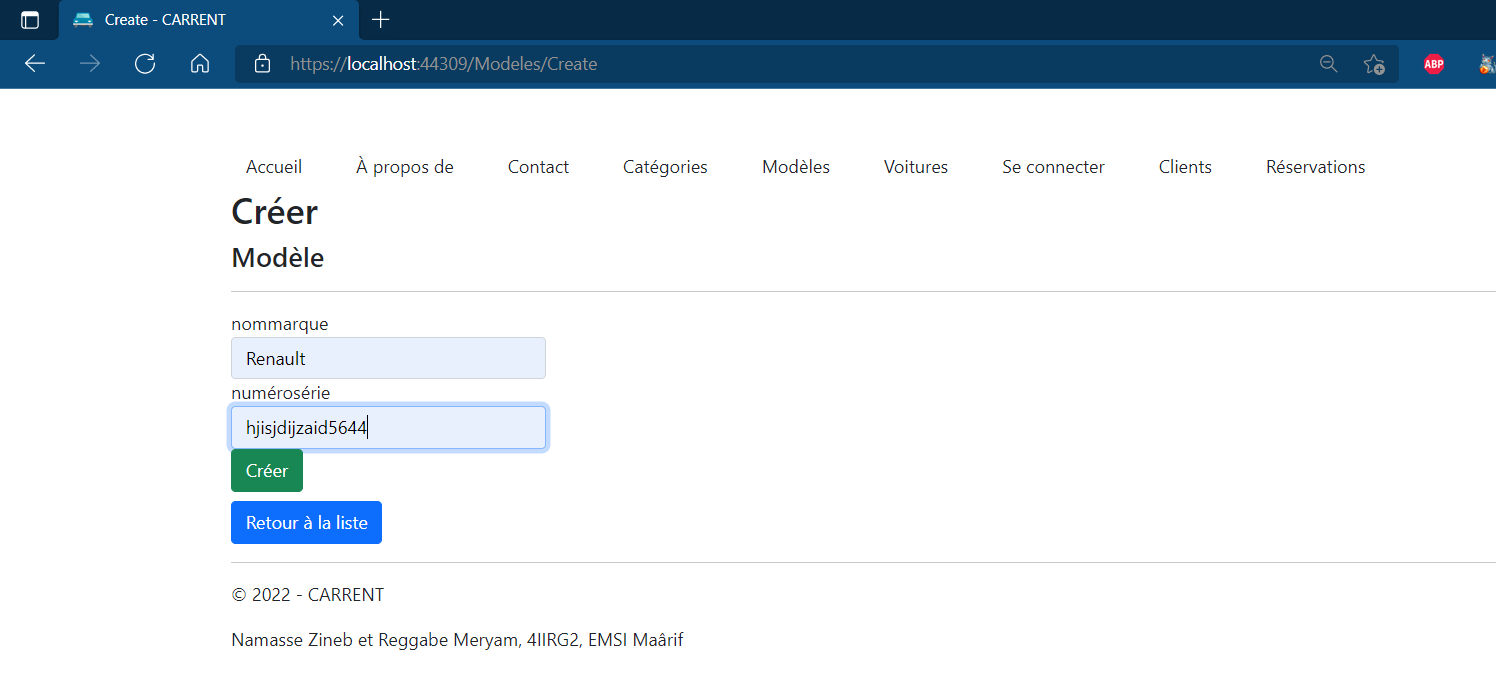 Create - CARRENT
https://localhost:44309/Modeles/Create
ABP
Accueil À propos de Contact Catégories Modèles Voitures Se connecter Clients Réservations
Créer
Modèle
nommarque
Renault
numérosérie
hjisjdijzaid5644
Créer
Retour à la liste
© 2022 - CARRENT
Namasse Zineb et Reggabe Meryam, 4IIRG2, EMSI Maârif